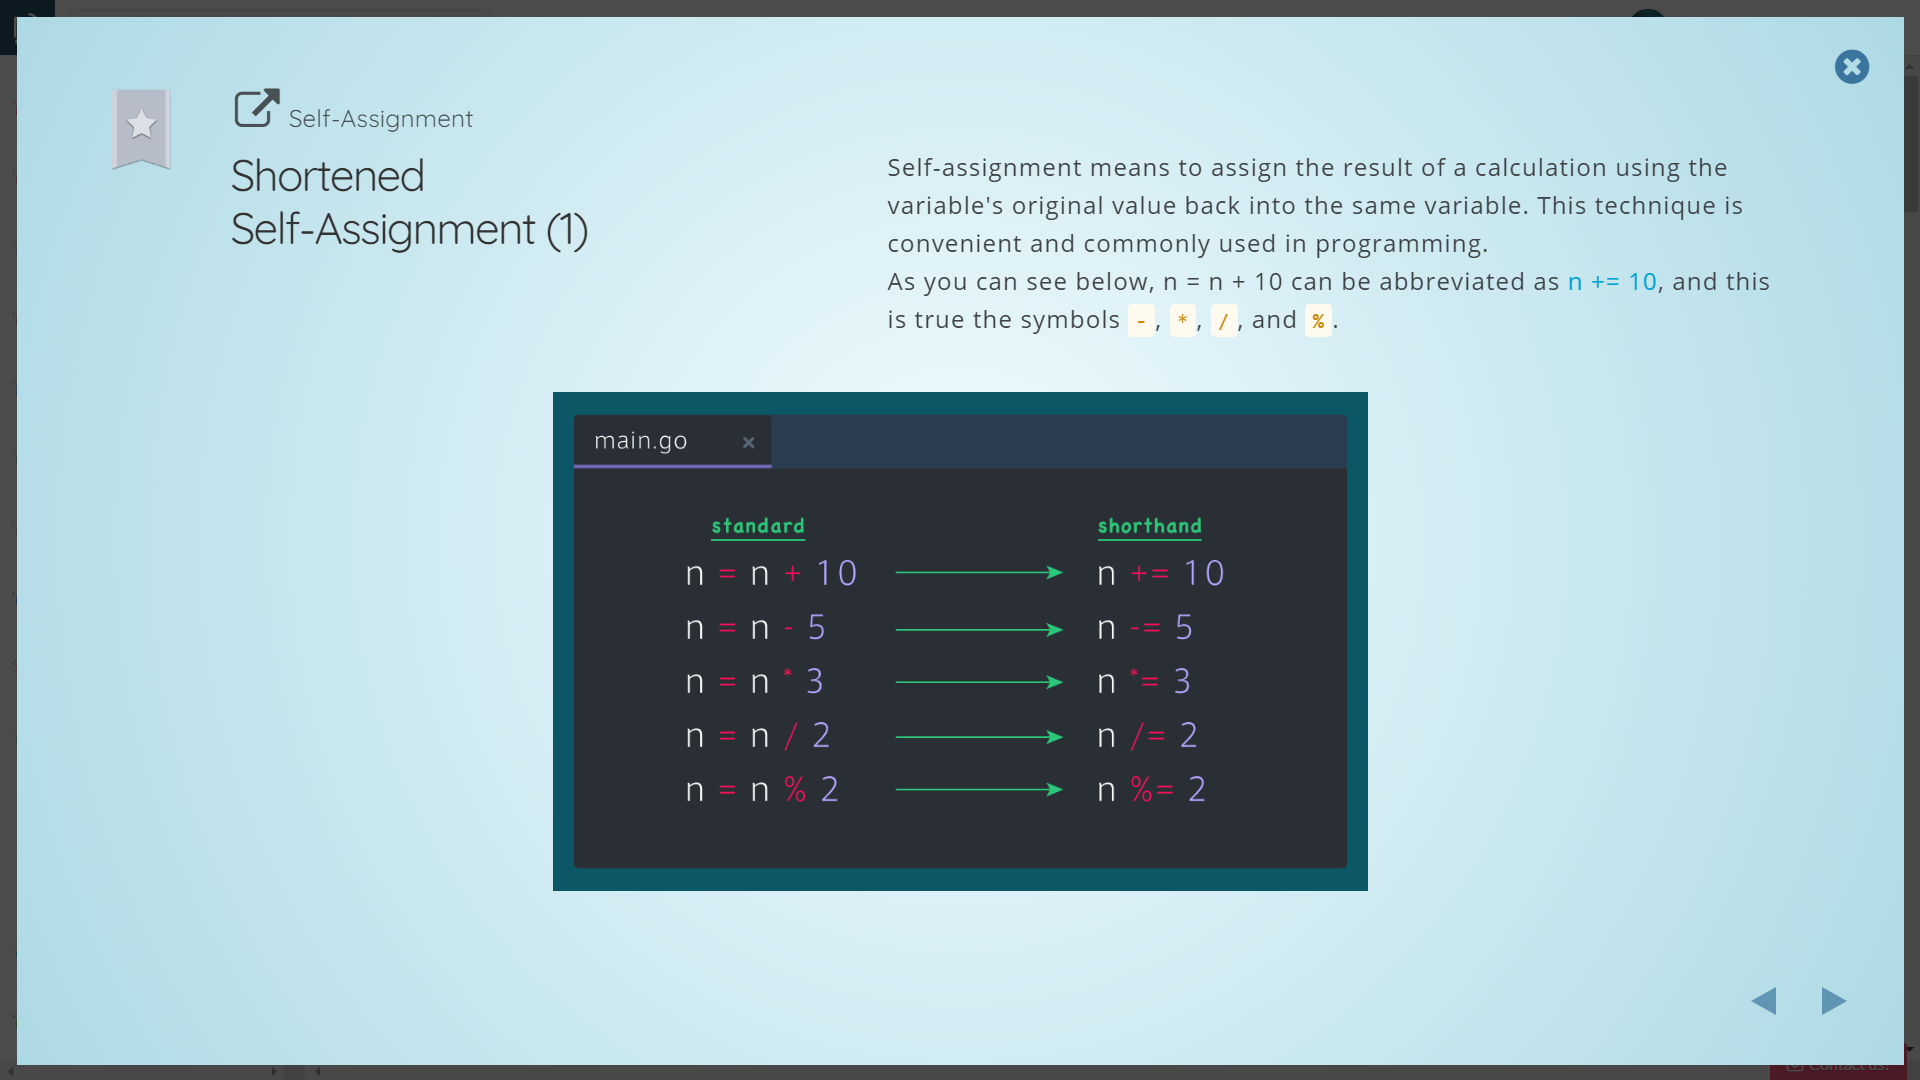 Self-Assignment
Shortened
Self-Assignment (1)
Self-assignment means to assign the result of a calculation using the
variable's original value back into the same variable. This technique is
convenient and commonly used in programming.
As you can see below, n = n + 10 can be abbreviated as n += 10, and this
is true the symbols -, *, /, and %.
main.go x
standard shorthand
n = n + 10 n += 10
n = n - 5 n -= 5
n = n * 3 n *= 3
n = n / 2 n /= 2
n = n % 2 n %= 2
Contact us!